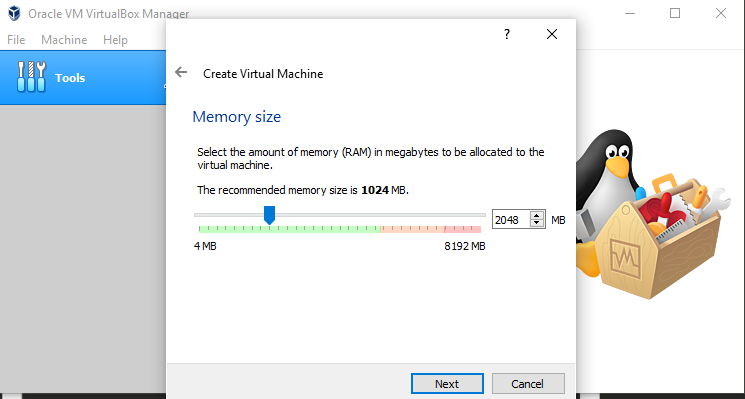 Oracle VM VirtualBox Manager
File Machine Help
Tools
?
Create Virtual Machine
Memory size
Select the amount of memory (RAM) in megabytes to be allocated to the
virtual machine.
The recommended memory size is 1024 MB.
2048 MB
4 MB 8192 MB
Next Cancel